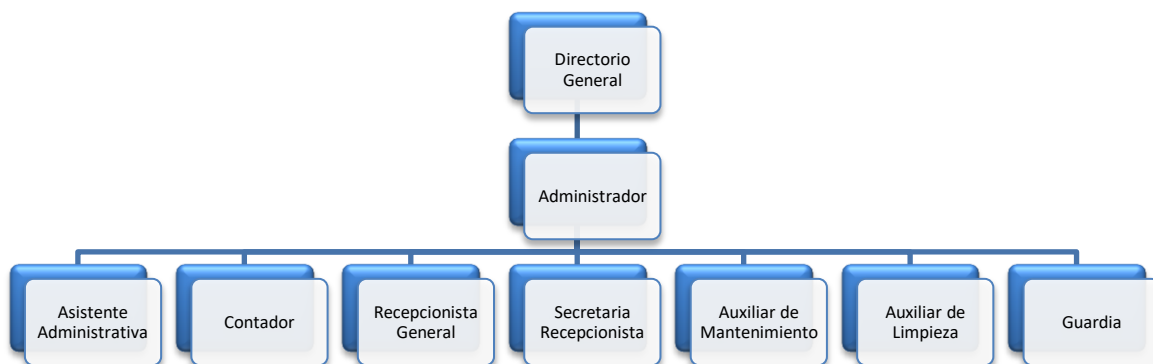 Directorio
General
Administrador
Asistente
Administrativa
Contador
Recepcionista
General
Secretaria
Recepcionista
Auxiliar de
Mantenimiento
Auxiliar de
Limpieza
Guardia